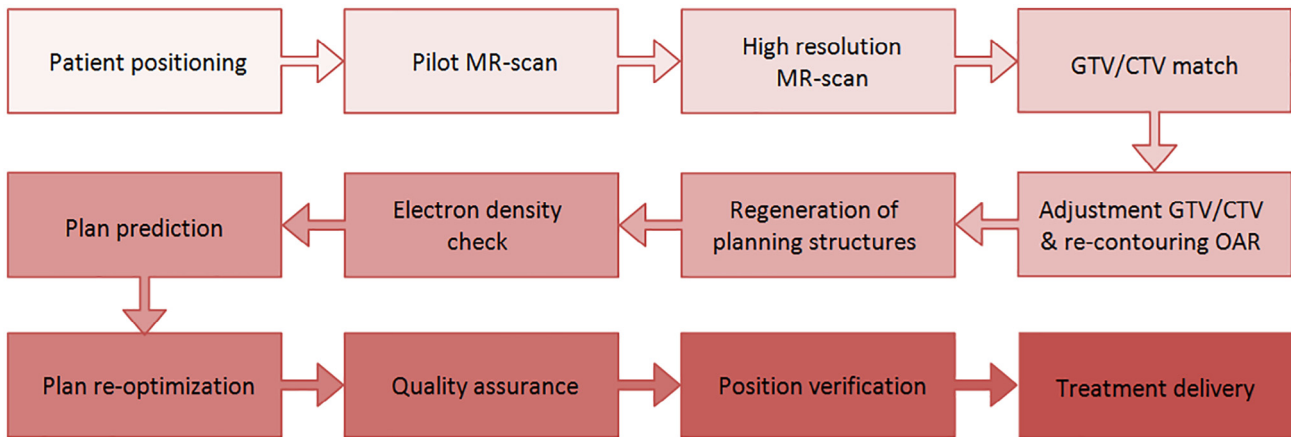 Patient positioning
Pilot MR-scan
High resolution
MR-scan
GTV/CTV match
Adjustment GTV/CTV
& re-contouring OAR
Regeneration of
planning structures
Electron density
check
Plan prediction
Plan re-optimization
Quality assurance
Position verification
Treatment delivery